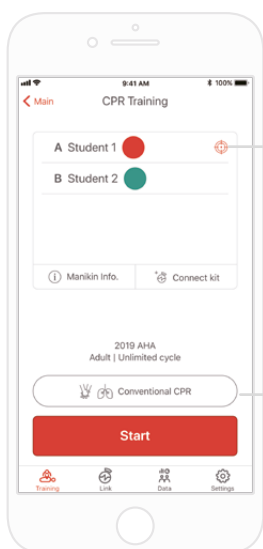 9:41 AM
100%
Main
CPR Training
A Student 1
B Student 2
Manikin Info.
Connect kit
2019 AHA
Adult | Unlimited cycle
Conventional CPR
Start
Training
Link
Data
Settings